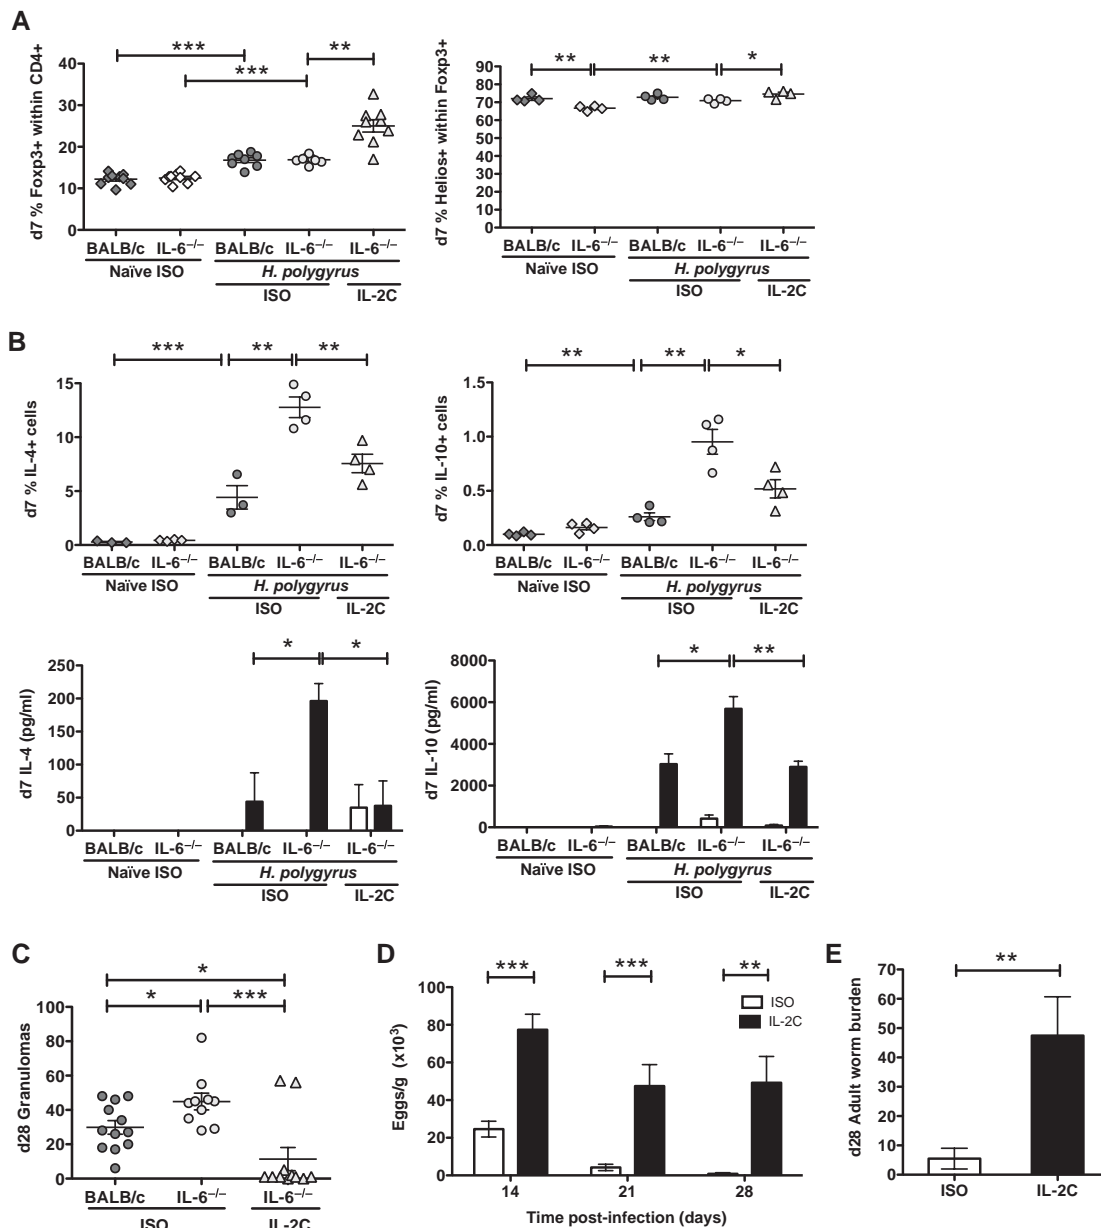 A
***
**
***
d7 % Foxp3+ within CD4+
40
30
20
10
0
BALB/c IL-6–/– BALB/c IL-6–/– IL-6–/–
Naïve ISO
H. polygyrus
ISO
IL-2C
**
**
*
d7 % Helios+ within Foxp3+
90
80
70
60
50
40
30
20
10
0
BALB/c IL-6–/– BALB/c IL-6–/– IL-6–/–
Naïve ISO
H. polygyrus
ISO
IL-2C
B
***
**
**
d7 % IL-4+ cells
15
10
5
0
BALB/c IL-6–/– BALB/c IL-6–/– IL-6–/–
Naïve ISO
H. polygyrus
ISO
IL-2C
**
**
*
d7 % IL-10+ cells
1.5
1.0
0.5
0.0
BALB/c IL-6–/– BALB/c IL-6–/– IL-6–/–
Naïve ISO
H. polygyrus
ISO
IL-2C
*
*
d7 IL-4 (pg/ml)
250
200
150
100
50
0
BALB/c IL-6–/– BALB/c IL-6–/– IL-6–/–
Naïve ISO
H. polygyrus
ISO
IL-2C
*
**
d7 IL-10 (pg/ml)
8000
6000
4000
2000
0
BALB/c IL-6–/– BALB/c IL-6–/– IL-6–/–
Naïve ISO
H. polygyrus
ISO
IL-2C
C
*
*
***
d28 Granulomas
100
80
60
40
20
0
BALB/c IL-6–/– IL-6–/–
ISO
IL-2C
D
***
***
**
Eggs/g (x10³)
100
80
60
40
20
0
ISO
IL-2C
14 21 28
Time post-infection (days)
E
**
d28 Adult worm burden
70
60
50
40
30
20
10
0
ISO IL-2C